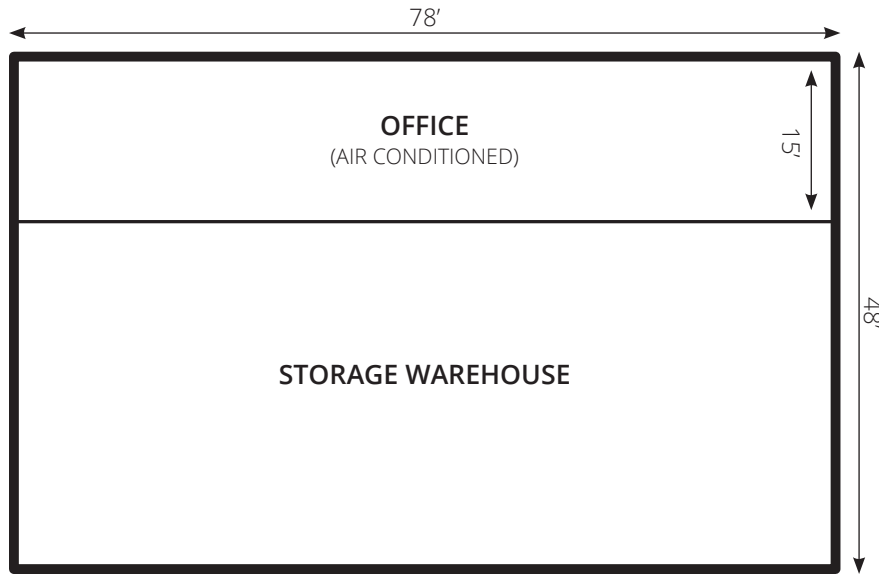 78′
OFFICE
(AIR CONDITIONED)
15′
48′
STORAGE WAREHOUSE